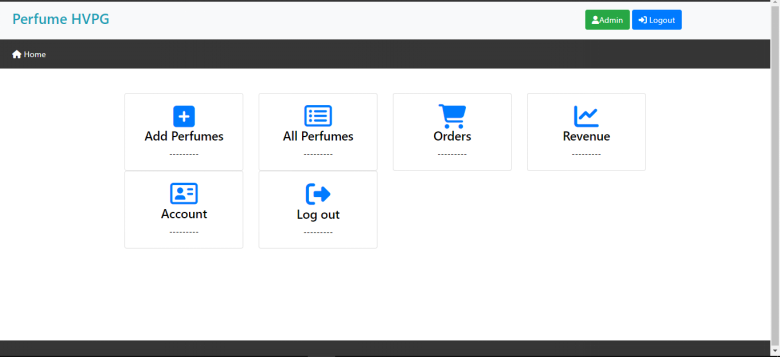 Perfume HVPG
Admin
Logout
Home
Add Perfumes
---------
All Perfumes
---------
Orders
---------
Revenue
---------
Account
---------
Log out
---------